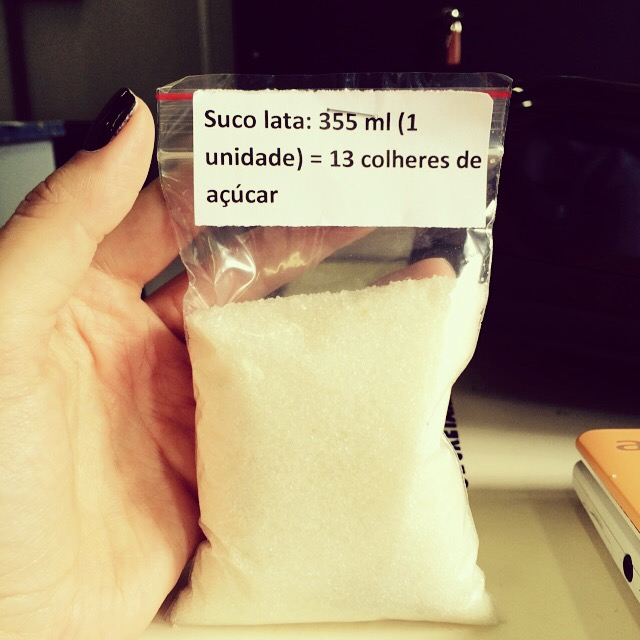 Suco lata: 355 ml (1
unidade) = 13 colheres de
açúcar